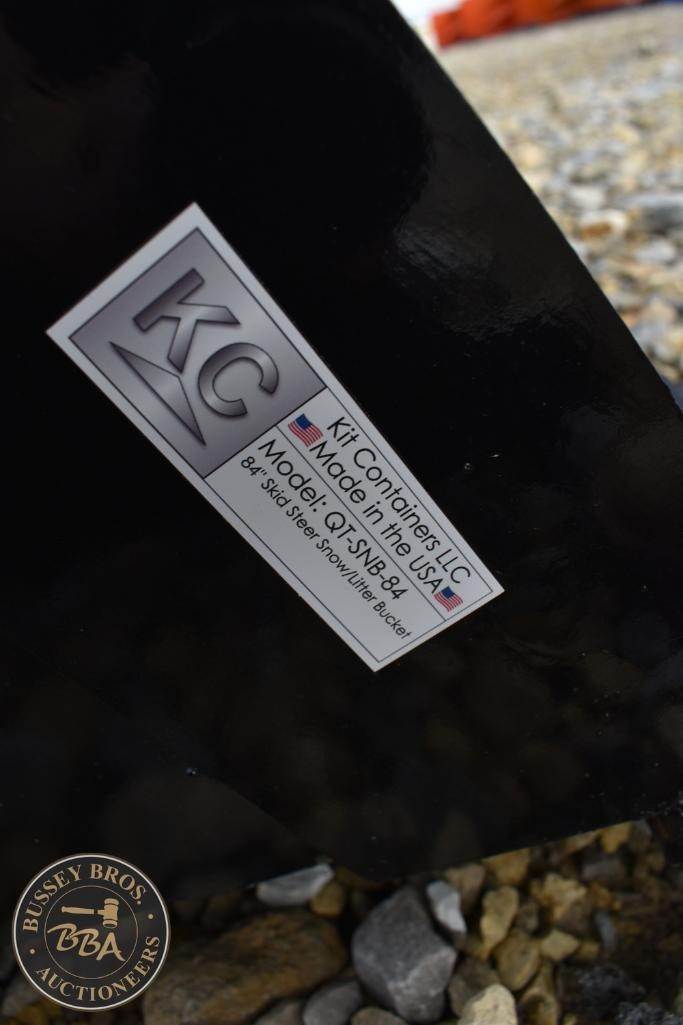 KC
Kit Containers LLC
Made in the USA
Model: QT-SNB-84
84" Skid Steer Snow/Litter Bucket
BUSSEY BROS.
BBA
AUCTIONEERS